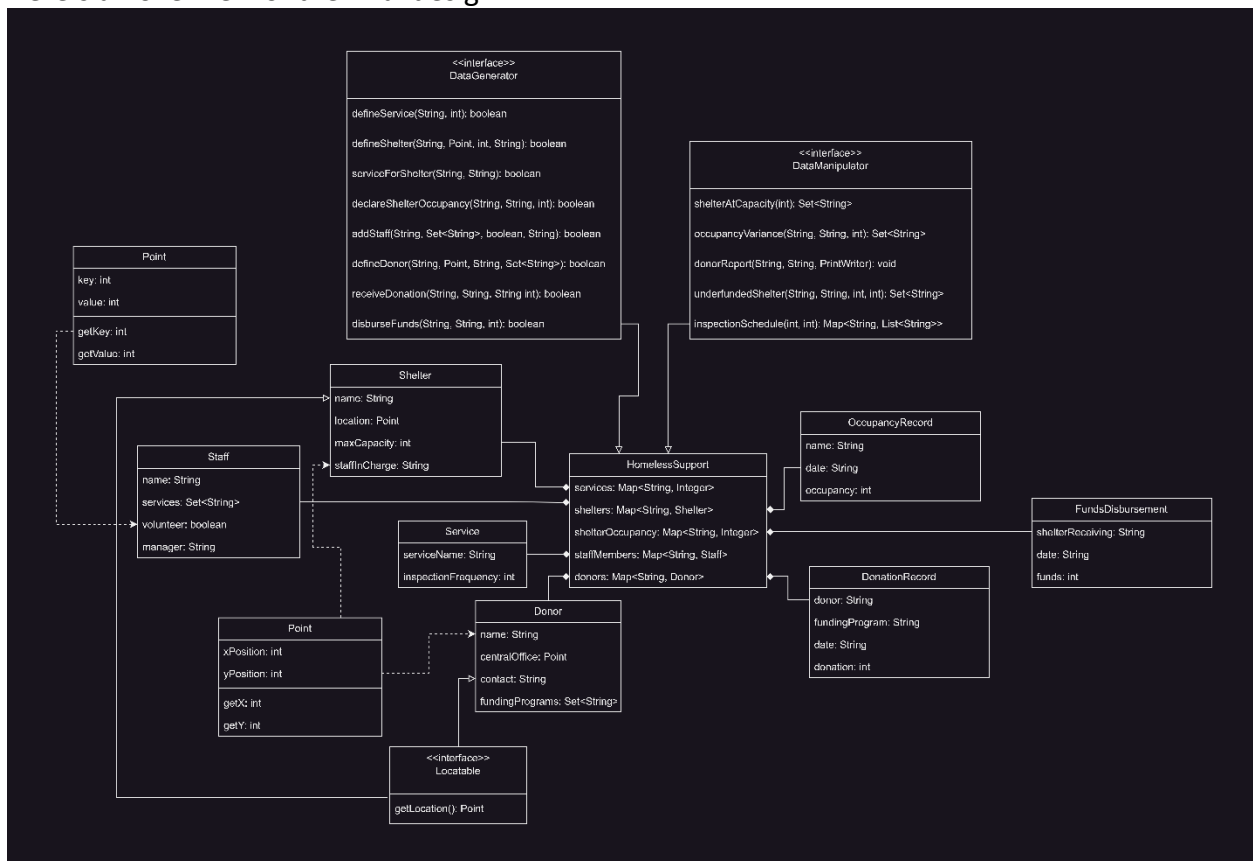 <<interface>>
DataGenerator
defineService(String, int): boolean
defineShelter(String, Point, int, String): boolean
serviceForShelter(String, String): boolean
declareShelterOccupancy(String, String, int): boolean
addStaff(String, Set<String>, boolean, String): boolean
defineDonor(String, Point, String, Set<String>): boolean
receiveDonation(String, String, String int): boolean
disburseFunds(String, String, int): boolean
<<interface>>
DataManipulator
shelterAtCapacity(int): Set<String>
occupancyVariance(String, String, int): Set<String>
donorReport(String, String, PrintWriter): void
underfundedShelter(String, String, int, int): Set<String>
inspectionSchedule(int, int): Map<String, List<String>>
Point
key: int
value: int
getKey: int
getValue: int
Shelter
name: String
location: Point
maxCapacity: int
staffInCharge: String
Staff
name: String
services: Set<String>
volunteer: boolean
manager: String
HomelessSupport
services: Map<String, Integer>
shelters: Map<String, Shelter>
shelterOccupancy: Map<String, Integer>
staffMembers: Map<String, Staff>
donors: Map<String, Donor>
OccupancyRecord
name: String
date: String
occupancy: int
FundsDisbursement
shelterReceiving: String
date: String
funds: int
Service
serviceName: String
inspectionFrequency: int
DonationRecord
donor: String
fundingProgram: String
date: String
donation: int
Donor
name: String
centralOffice: Point
contact: String
fundingPrograms: Set<String>
Point
xPosition: int
yPosition: int
getX: int
getY: int
<<interface>>
Locatable
getLocation(): Point